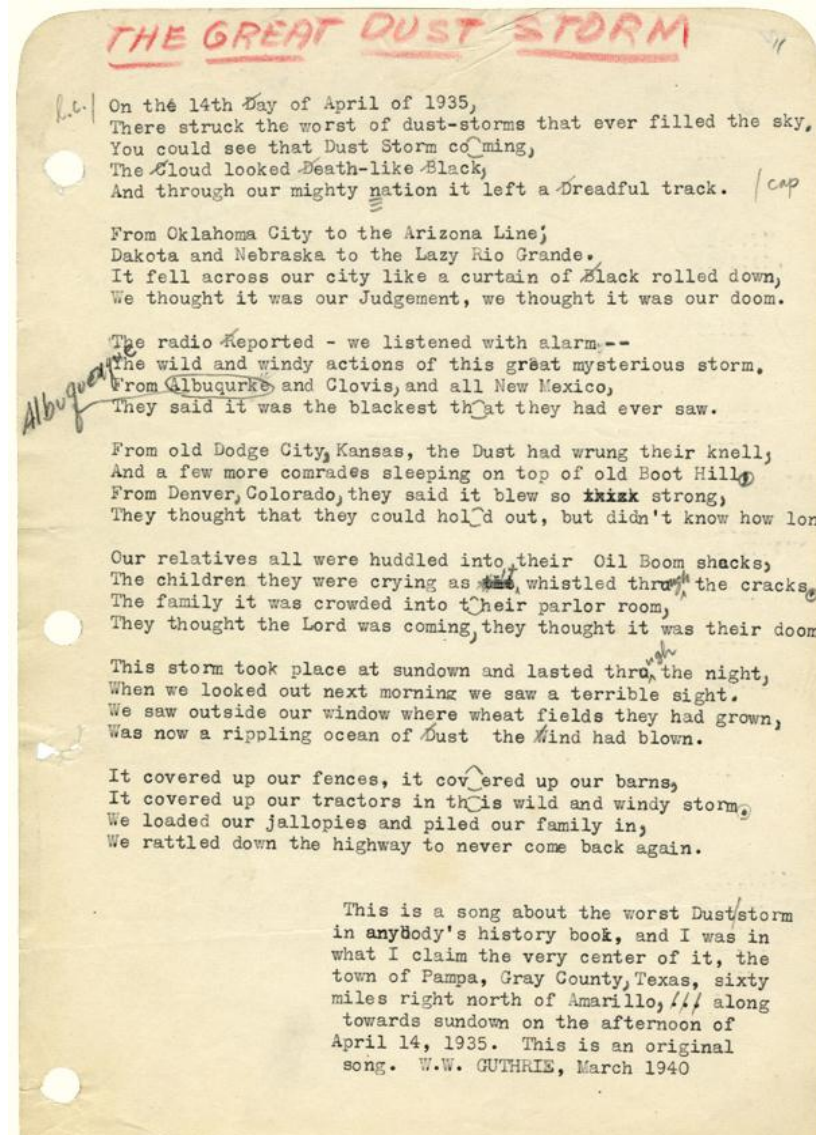 THE GREAT DUST STORM
11
l.c./ On the 14th Day of April of 1935,
There struck the worst of dust-storms that ever filled the sky,
You could see that Dust Storm coming,
The Cloud looked Death-like Black,
And through our mighty nation it left a Dreadful track. /cap
From Oklahoma City to the Arizona Line;
Dakota and Nebraska to the Lazy Rio Grande.
It fell across our city like a curtain of Black rolled down,
We thought it was our Judgement, we thought it was our doom.
The radio Reported - we listened with alarm --
The wild and windy actions of this great mysterious storm.
Albuquerque From Albuqurke and Clovis, and all New Mexico,
They said it was the blackest that they had ever saw.
From old Dodge City, Kansas, the Dust had wrung their knell,
And a few more comrades sleeping on top of old Boot Hill.
From Denver, Colorado, they said it blew so strong,
They thought that they could hold out, but didn't know how lon
Our relatives all were huddled into their Oil Boom shacks,
The children they were crying as it whistled through the cracks.
The family it was crowded into their parlor room,
They thought the Lord was coming, they thought it was their doom
This storm took place at sundown and lasted through the night,
When we looked out next morning we saw a terrible sight.
We saw outside our window where wheat fields they had grown,
Was now a rippling ocean of Dust the Wind had blown.
It covered up our fences, it covered up our barns,
It covered up our tractors in this wild and windy storm.
We loaded our jallopies and piled our family in,
We rattled down the highway to never come back again.
This is a song about the worst Dust/storm
in anybody's history book, and I was in
what I claim the very center of it, the
town of Pampa, Gray County, Texas, sixty
miles right north of Amarillo, /// along
towards sundown on the afternoon of
April 14, 1935. This is an original
song. W.W. GUTHRIE, March 1940